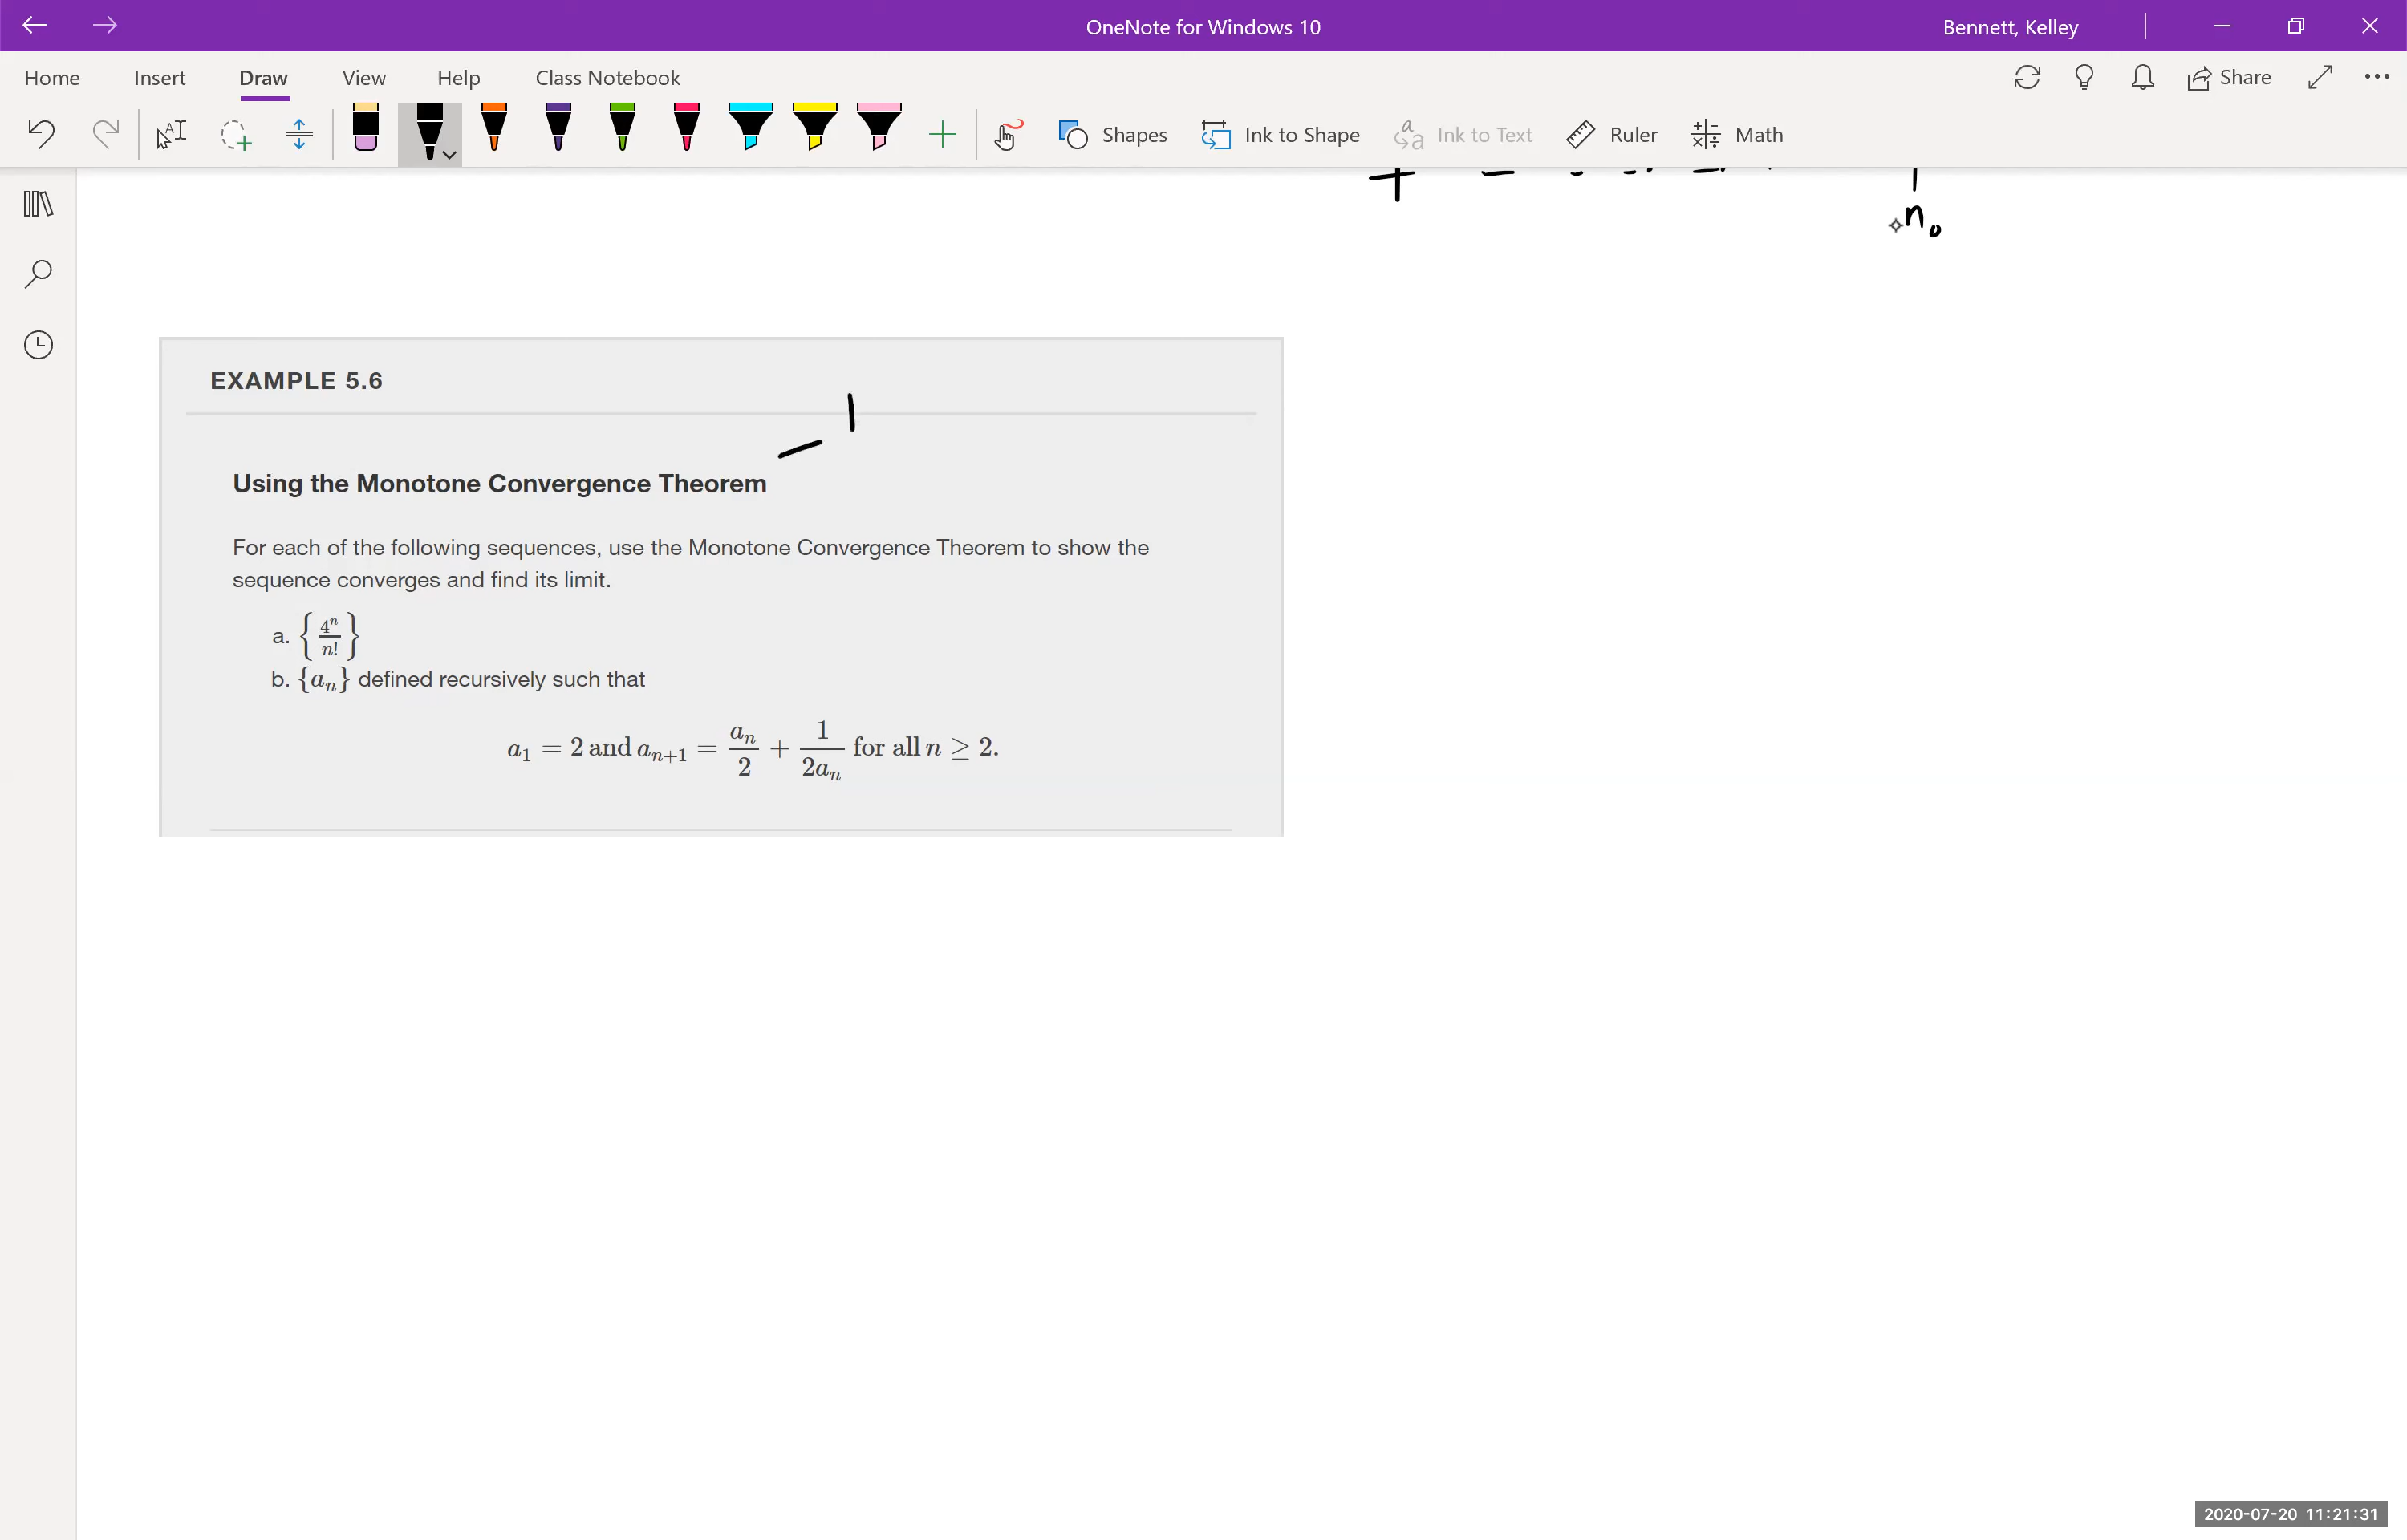 OneNote for Windows 10
Bennett, Kelley
Home Insert Draw View Help Class Notebook
Share
Shapes Ink to Shape Ink to Text Ruler Math
n₀
EXAMPLE 5.6
Using the Monotone Convergence Theorem
For each of the following sequences, use the Monotone Convergence Theorem to show the
sequence converges and find its limit.
a. {4ⁿ/n!}
b. {aₙ} defined recursively such that
a₁ = 2 and aₙ₊₁ = aₙ/2 + 1/(2aₙ) for all n ≥ 2.
2020-07-20 11:21:31